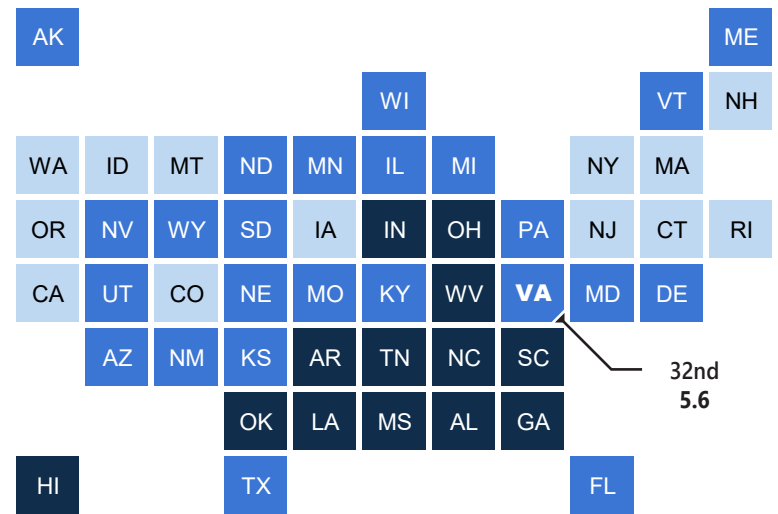 AK ME
WI VT NH
WA ID MT ND MN IL MI NY MA
OR NV WY SD IA IN OH PA NJ CT RI
CA UT CO NE MO KY WV VA MD DE
AZ NM KS AR TN NC SC
32nd
5.6
OK LA MS AL GA
HI TX FL